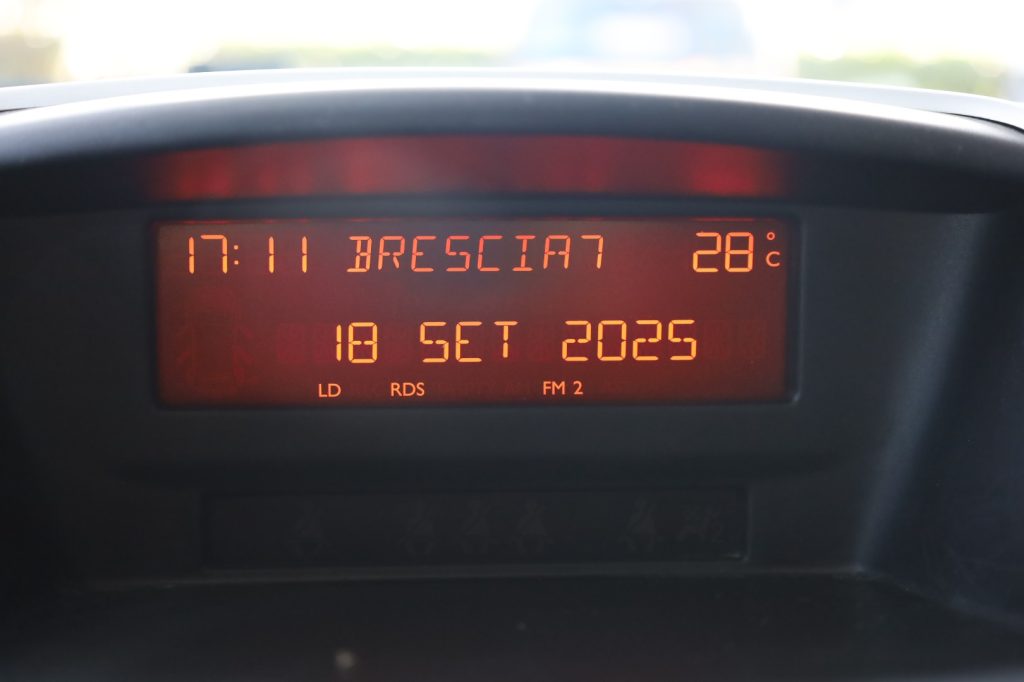 17:11 BRESCIA7 28°C
18 SET 2025
LD RDS FM 2